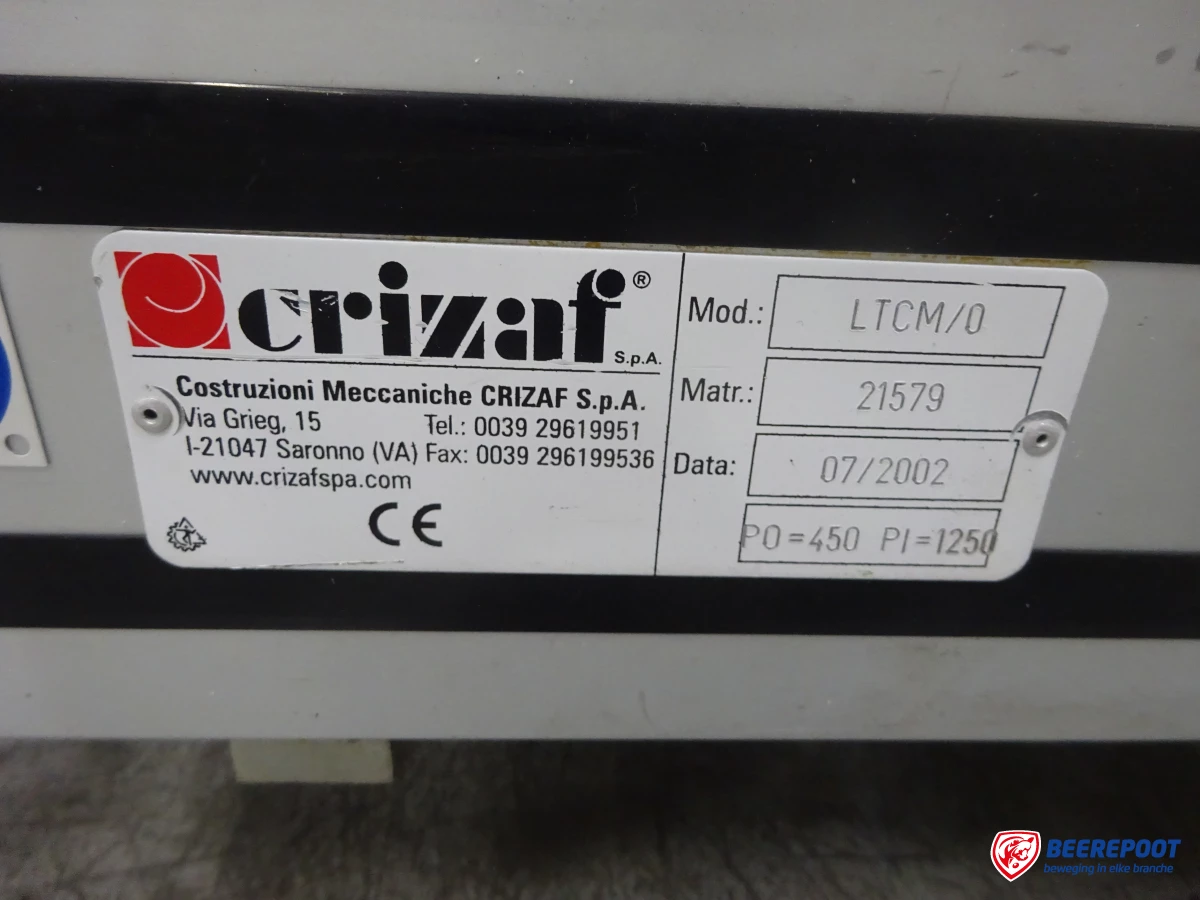 crizaf®
S.p.A.
Costruzioni Meccaniche CRIZAF S.p.A.
Via Grieg, 15 Tel.: 0039 29619951
I-21047 Saronno (VA) Fax: 0039 296199536
www.crizafspa.com
CE
Mod.: LTCM/0
Matr.: 21579
Data: 07/2002
PO=450 PI=1250
BEEREPOOT
beweging in elke branche